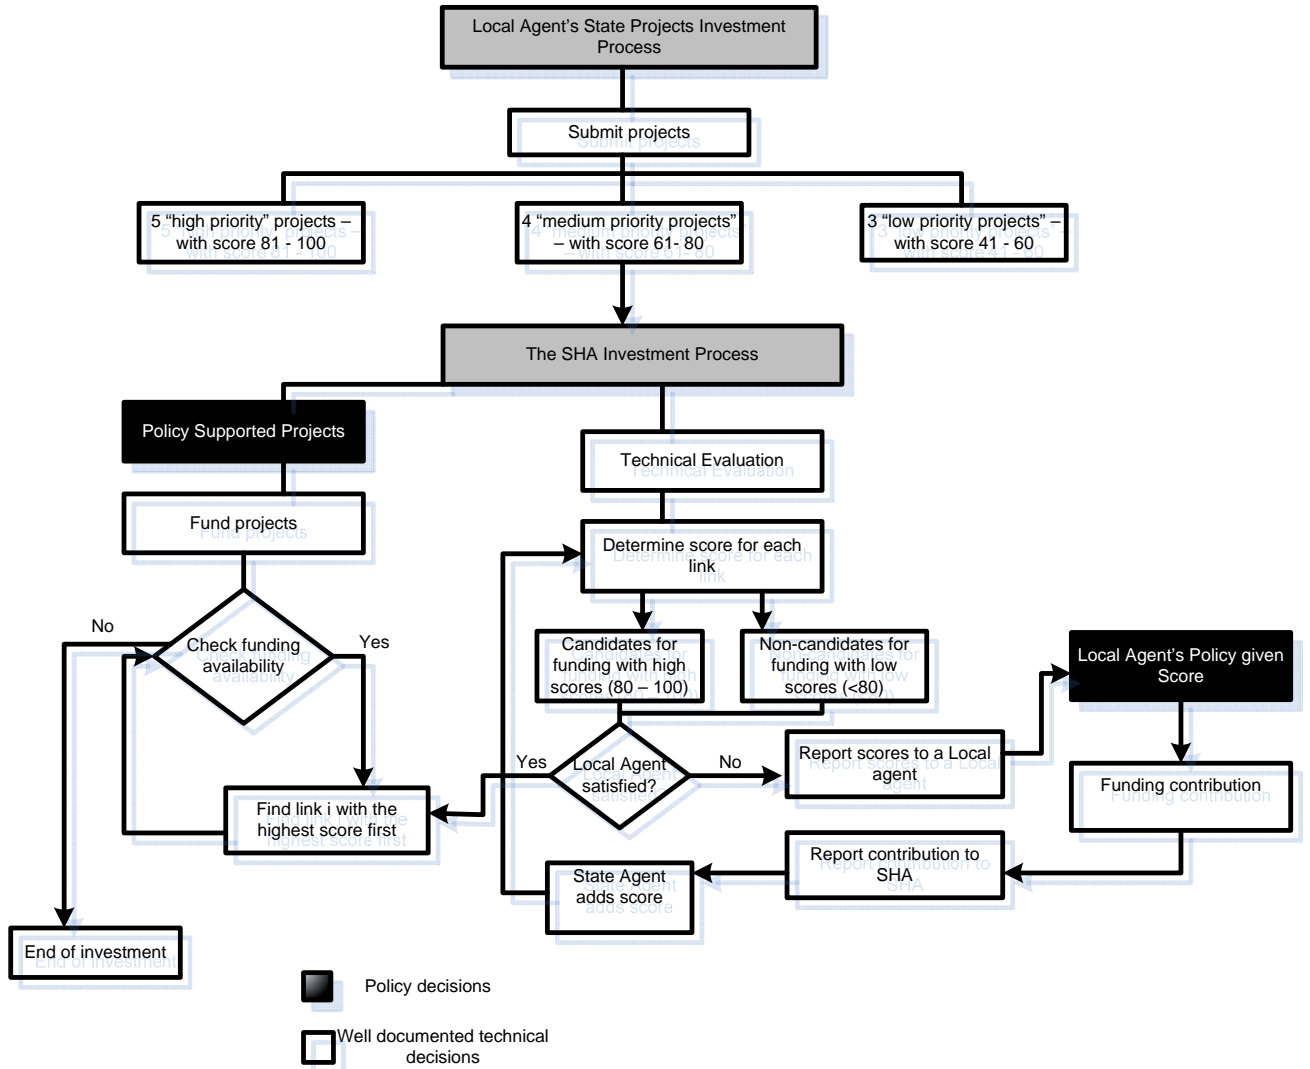 Local Agent's State Projects Investment
Process
Submit projects
5 “high priority” projects –
with score 81 - 100
4 “medium priority projects”
– with score 61- 80
3 “low priority projects” –
with score 41 - 60
The SHA Investment Process
Policy Supported Projects
Technical Evaluation
Fund projects
Determine score for each
link
No
Check funding
availability
Yes
Candidates for
funding with high
scores (80 – 100)
Non-candidates for
funding with low
scores (<80)
Local Agent's Policy given
Score
Yes
Local Agent
satisfied?
No
Report scores to a Local
agent
Funding contribution
Find link i with the
highest score first
Report contribution to
SHA
State Agent
adds score
End of investment
Policy decisions
Well documented technical
decisions